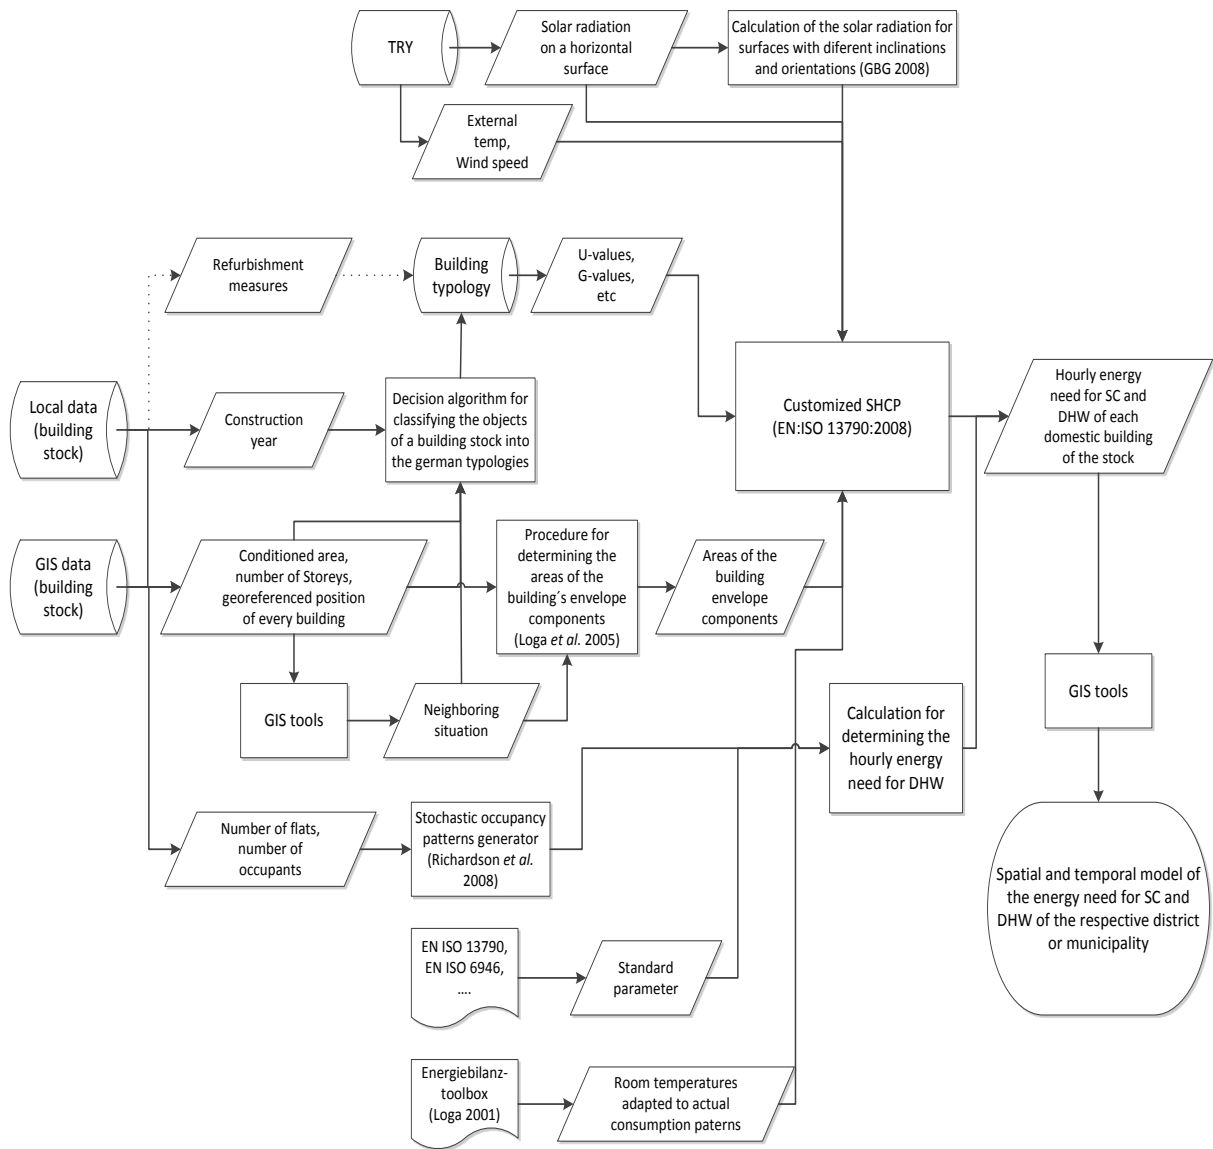 TRY
Solar radiation
on a horizontal
surface
Calculation of the solar radiation for
surfaces with diferent inclinations
and orientations (GBG 2008)
External
temp,
Wind speed
Refurbishment
measures
Building
typology
U-values,
G-values,
etc
Local data
(building
stock)
Construction
year
Decision algorithm for
classifying the objects
of a building stock into
the german typologies
Customized SHCP
(EN:ISO 13790:2008)
Hourly energy
need for SC and
DHW of each
domestic building
of the stock
GIS data
(building
stock)
Conditioned area,
number of Storeys,
georeferenced position
of every building
Procedure for
determining the
areas of the
building´s envelope
components
(Loga et al. 2005)
Areas of the
building
envelope
components
GIS tools
Neighboring
situation
Calculation for
determining the
hourly energy
need for DHW
GIS tools
Number of flats,
number of
occupants
Stochastic occupancy
patterns generator
(Richardson et al.
2008)
Spatial and temporal model of
the energy need for SC and
DHW of the respective district
or municipality
EN ISO 13790,
EN ISO 6946,
....
Standard
parameter
Energiebilanz-
toolbox
(Loga 2001)
Room temperatures
adapted to actual
consumption paterns